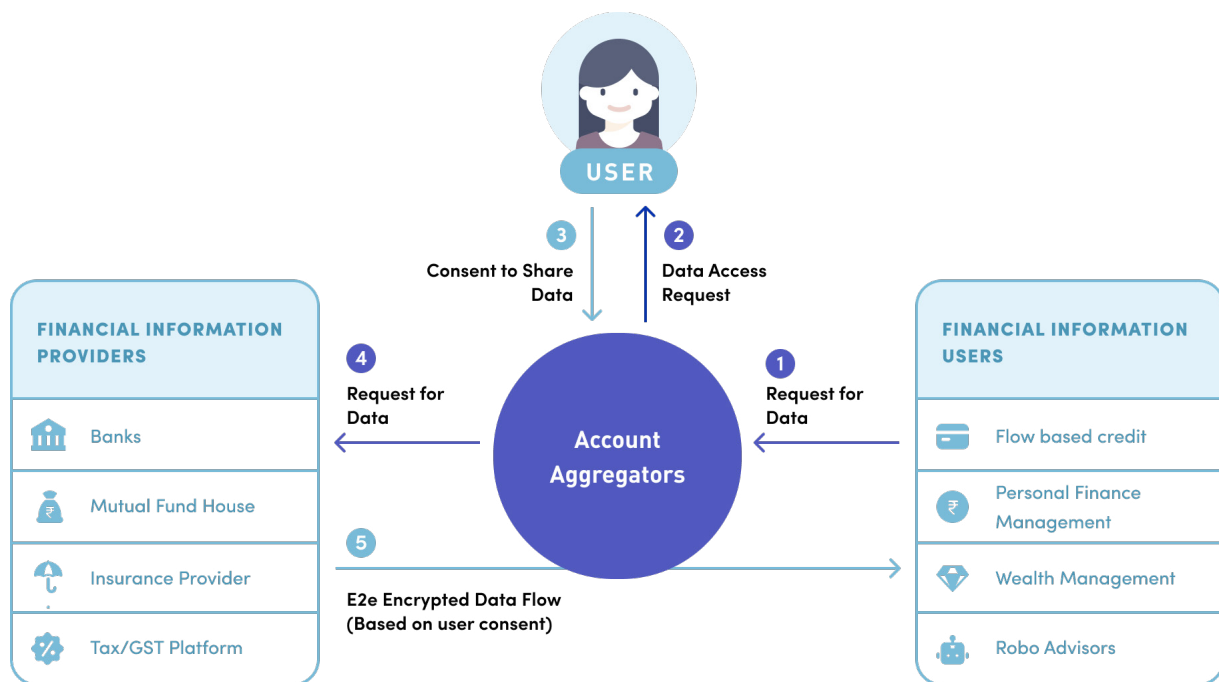 USER
3
Consent to Share
Data
2
Data Access
Request
FINANCIAL INFORMATION
PROVIDERS
Banks
Mutual Fund House
Insurance Provider
Tax/GST Platform
4
Request for
Data
Account
Aggregators
1
Request for
Data
5
E2e Encrypted Data Flow
(Based on user consent)
FINANCIAL INFORMATION
USERS
Flow based credit
₹
Personal Finance
Management
Wealth Management
Robo Advisors